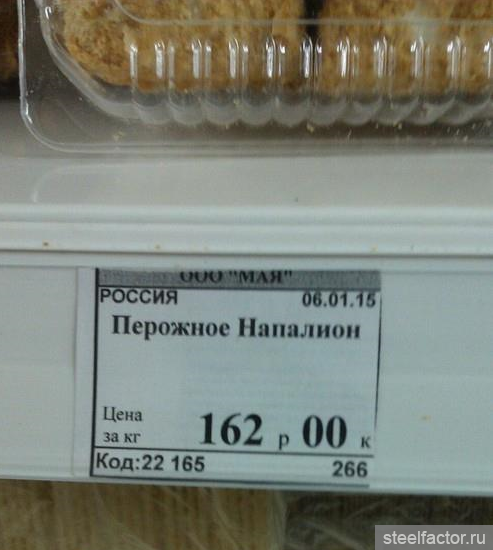 ООО "МАЯ"
РОССИЯ 06.01.15
Перожное Напалион
Цена
за кг 162 р 00 к
Код:22 165 266
steelfactor.ru